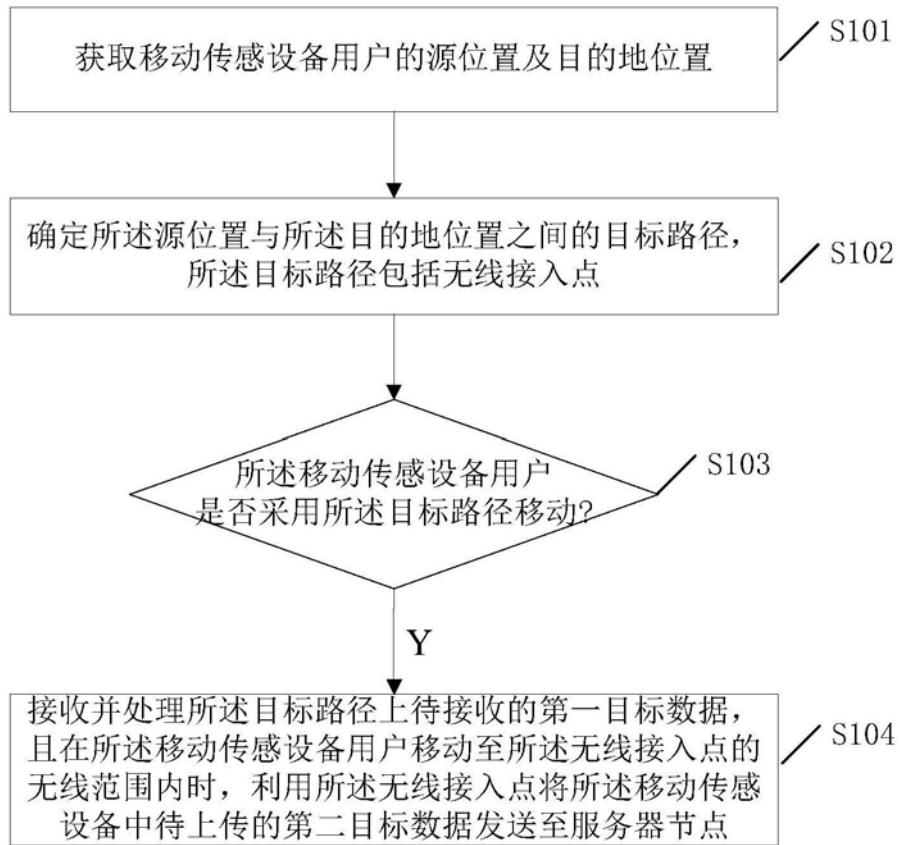 获取移动传感设备用户的源位置及目的地位置
S101
确定所述源位置与所述目的地位置之间的目标路径，
所述目标路径包括无线接入点
S102
所述移动传感设备用户
是否采用所述目标路径移动?
S103
Y
接收并处理所述目标路径上待接收的第一目标数据，
且在所述移动传感设备用户移动至所述无线接入点的
无线范围内时，利用所述无线接入点将所述移动传感
设备中待上传的第二目标数据发送至服务器节点
S104